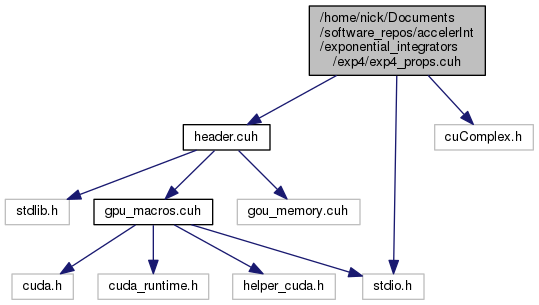 /home/nick/Documents
/software_repos/accelerInt
/exponential_integrators
/exp4/exp4_props.cuh
header.cuh
cuComplex.h
stdlib.h
gpu_macros.cuh
gou_memory.cuh
cuda.h
cuda_runtime.h
helper_cuda.h
stdio.h